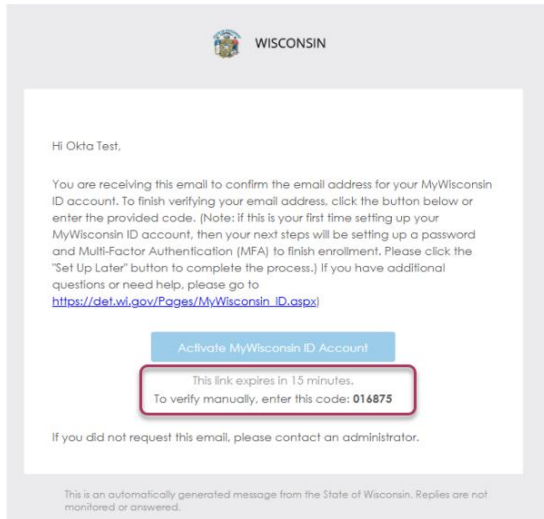 WISCONSIN
Hi Okta Test,
You are receiving this email to confirm the email address for your MyWisconsin
ID account. To finish verifying your email address, click the button below or
enter the provided code. (Note: if this is your first time setting up your
MyWisconsin ID account, then your next steps will be setting up a password
and Multi-Factor Authentication (MFA) to finish enrollment. Please click the
"Set Up Later" button to complete the process.) If you have additional
questions or need help, please go to
https://det.wi.gov/Pages/MyWisconsin_ID.aspx)
Activate MyWisconsin ID Account
This link expires in 15 minutes.
To verify manually, enter this code: 016875
If you did not request this email, please contact an administrator.
This is an automatically generated message from the State of Wisconsin. Replies are not
monitored or answered.